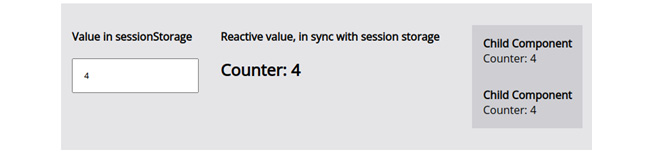 Value in sessionStorage
4
Reactive value, in sync with session storage
Counter: 4
Child Component
Counter: 4
Child Component
Counter: 4